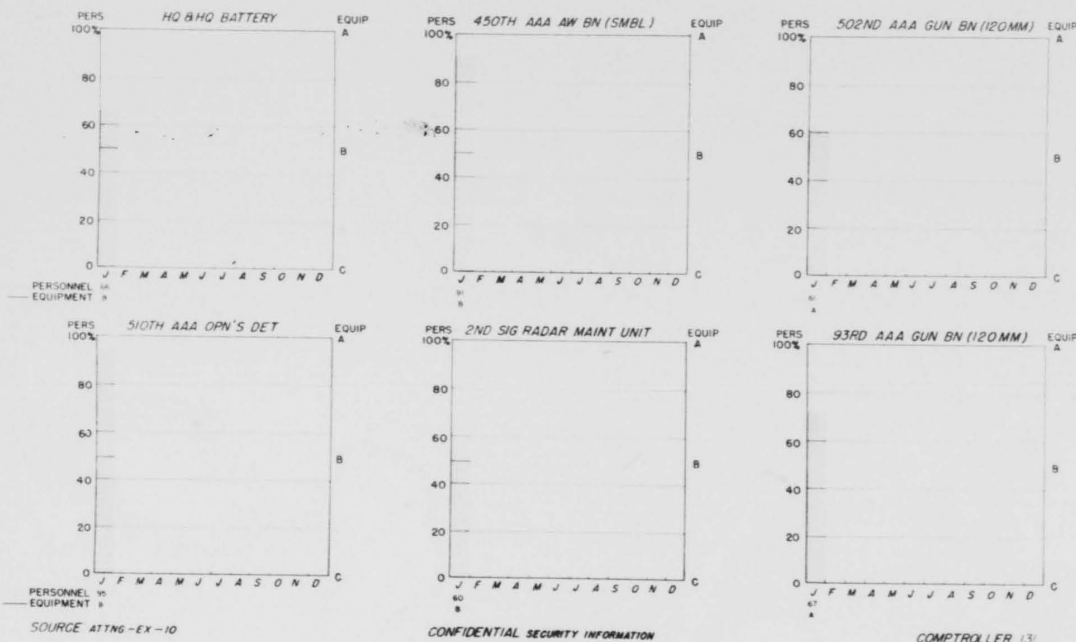 PERS HQ & HQ BATTERY EQUIP
100% A
80
60
B
40
20
0 C
J F M A M J J A S O N D
PERSONNEL
EQUIPMENT B
PERS 450TH AAA AW BN (SMBL) EQUIP
100% A
80
60
B
40
20
0 C
J F M A M J J A S O N D
91
B
PERS 502ND AAA GUN BN (120MM) EQUIP
100% A
80
60
B
40
20
0 C
J F M A M J J A S O N D
61
A
PERS 510TH AAA OPN'S DET EQUIP
100% A
80
60
B
40
20
0 C
J F M A M J J A S O N D
PERSONNEL 95
EQUIPMENT B
PERS 2ND SIG RADAR MAINT UNIT EQUIP
100% A
80
60
B
40
20
0 C
J F M A M J J A S O N D
60
B
PERS 93RD AAA GUN BN (120MM) EQUIP
100% A
80
60
B
40
20
0 C
J F M A M J J A S O N D
67
A
SOURCE ATTNG-EX-10
CONFIDENTIAL SECURITY INFORMATION
COMPTROLLER 131